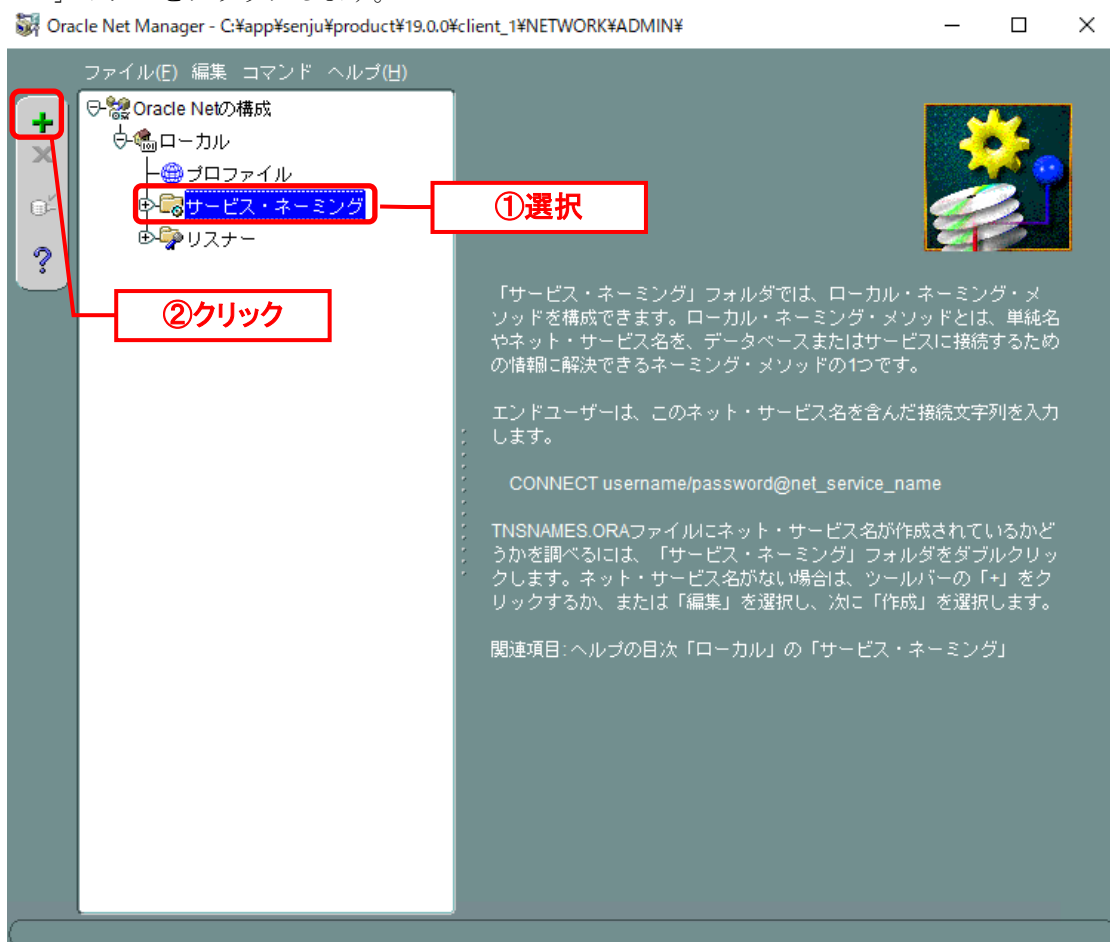 Oracle Net Manager - C:¥app¥senju¥product¥19.0.0¥client_1¥NETWORK¥ADMIN¥
ファイル(F) 編集 コマンド ヘルプ(H)
Oracle Netの構成
ローカル
プロファイル
サービス・ネーミング
リスナー
①選択
②クリック
「サービス・ネーミング」フォルダでは、ローカル・ネーミング・メ
ソッドを構成できます。ローカル・ネーミング・メソッドとは、単純名
やネット・サービス名を、データベースまたはサービスに接続するため
の情報に解決できるネーミング・メソッドの1つです。
エンドユーザーは、このネット・サービス名を含んだ接続文字列を入力
します。
CONNECT username/password@net_service_name
TNSNAMES.ORAファイルにネット・サービス名が作成されているかど
うかを調べるには、「サービス・ネーミング」フォルダをダブルクリッ
クします。ネット・サービス名がない場合は、ツールバーの「+」をク
リックするか、または「編集」を選択し、次に「作成」を選択します。
関連項目:ヘルプの目次「ローカル」の「サービス・ネーミング」